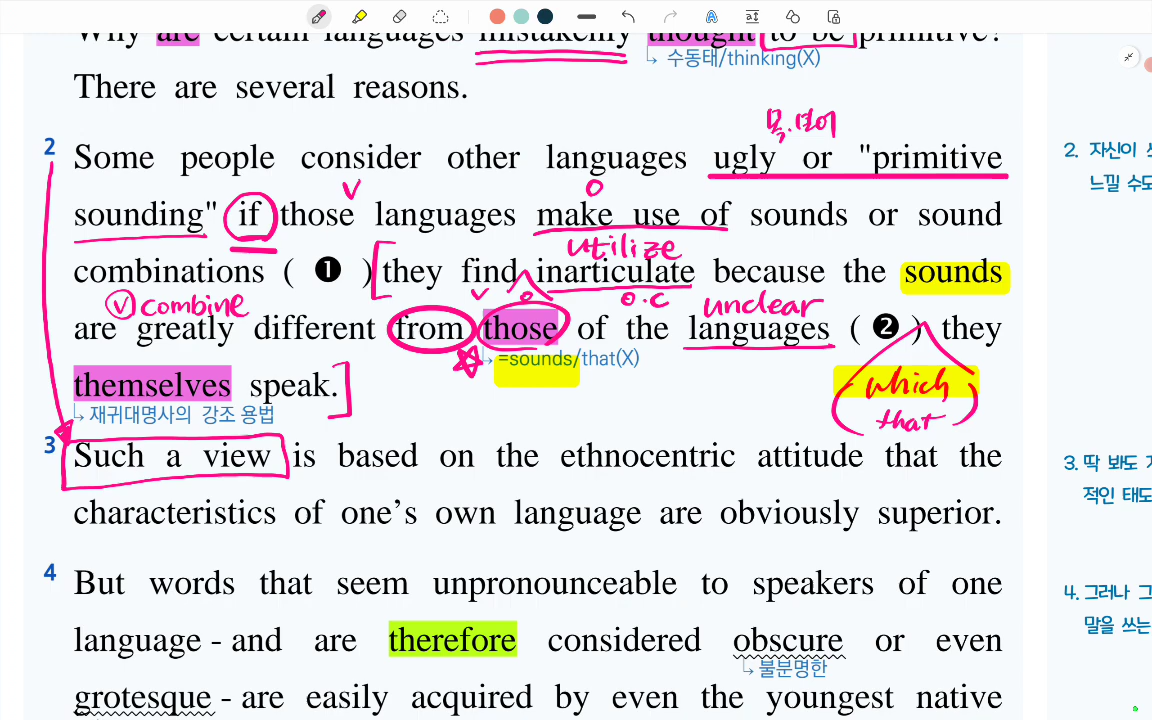 Why are certain languages mistakenly thought to be primitive?
↳ 수동태/thinking(X)
There are several reasons.
목.보어
2 Some people consider other languages ugly or "primitive
2. 자신이
느낄 수도
V O
sounding" if those languages make use of sounds or sound
utilize
combinations ( ❶ ) they find inarticulate because the sounds
V combine V O O.C unclear
are greatly different from those of the languages ( ❷ ) they
↳ =sounds/that(X)
themselves speak.
which
that
↳ 재귀대명사의 강조 용법
3 Such a view is based on the ethnocentric attitude that the
3. 딱 봐도
적인 태도
characteristics of one's own language are obviously superior.
4 But words that seem unpronounceable to speakers of one
4. 그러나 그
말을 쓰는
language - and are therefore considered obscure or even
↳ 불분명한
grotesque - are easily acquired by even the youngest native